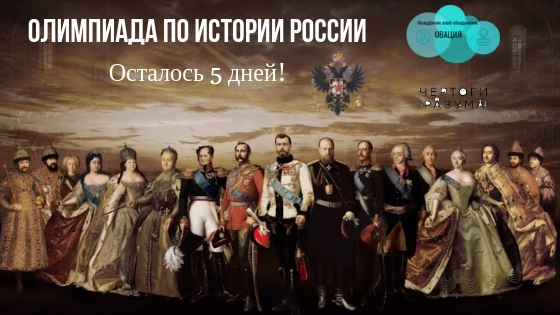 ОЛИМПИАДА ПО ИСТОРИИ РОССИИ
Осталось 5 дней!
ОВАЦИЯ
ЧЕРТОГИ
РАЗУМА